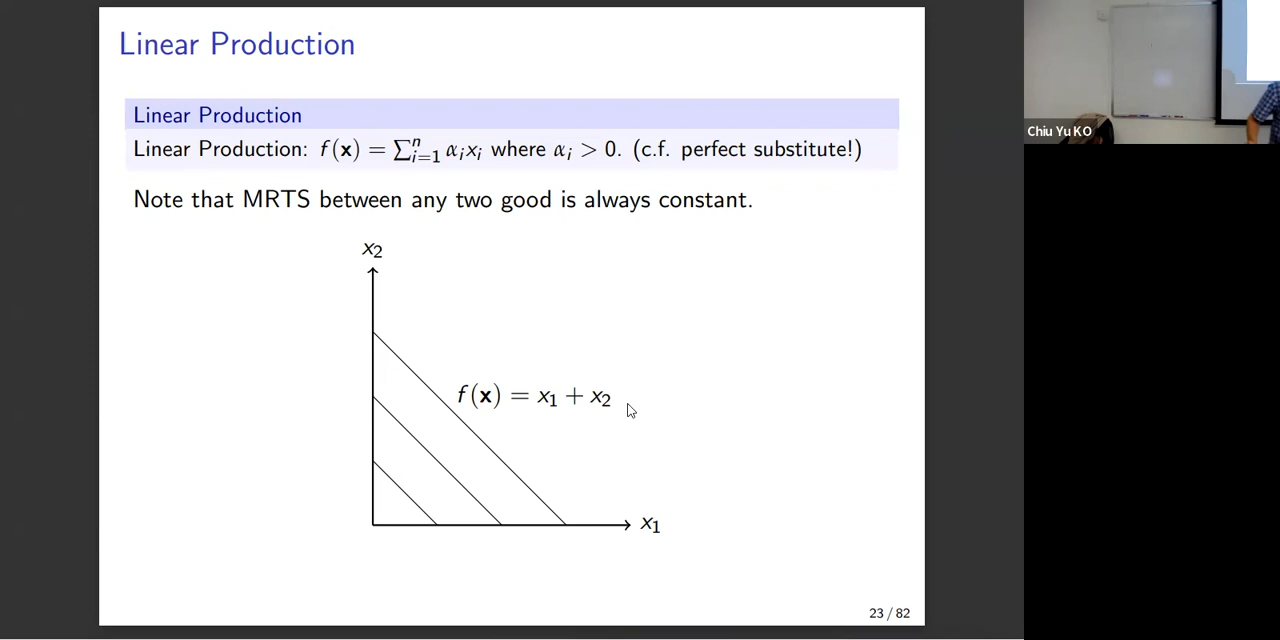 Linear Production
Linear Production
Linear Production: f(x) = ∑ⁿᵢ₌₁ αᵢxᵢ where αᵢ > 0. (c.f. perfect substitute!)
Note that MRTS between any two good is always constant.
x₂
f(x) = x₁ + x₂
x₁
23 / 82
Chiu Yu KO